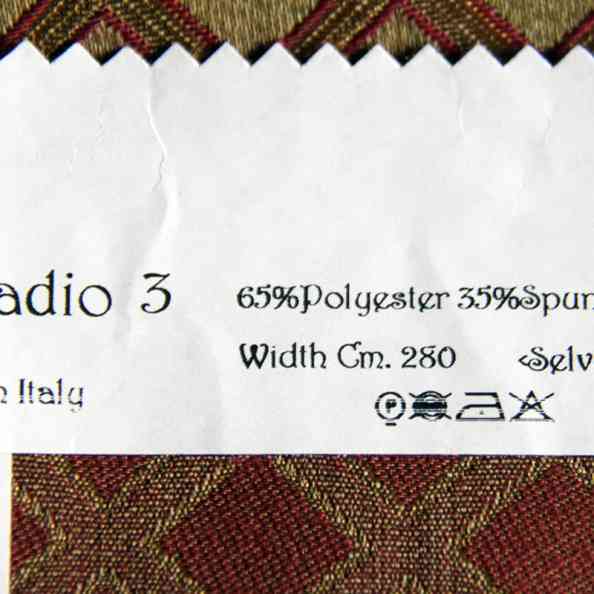 adio 3
65%Polyester 35%Spun
Width Cm. 280 <Selv
n Italy
P